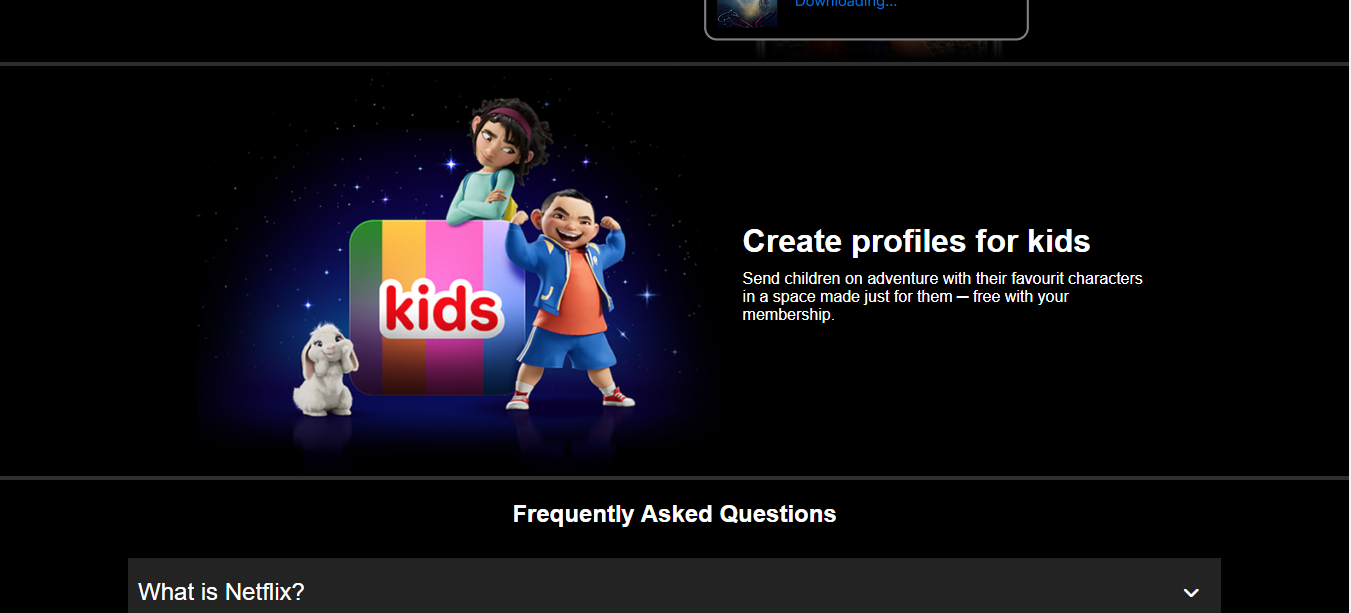 Downloading...
kids
Create profiles for kids
Send children on adventure with their favourit characters
in a space made just for them — free with your
membership.
Frequently Asked Questions
What is Netflix?